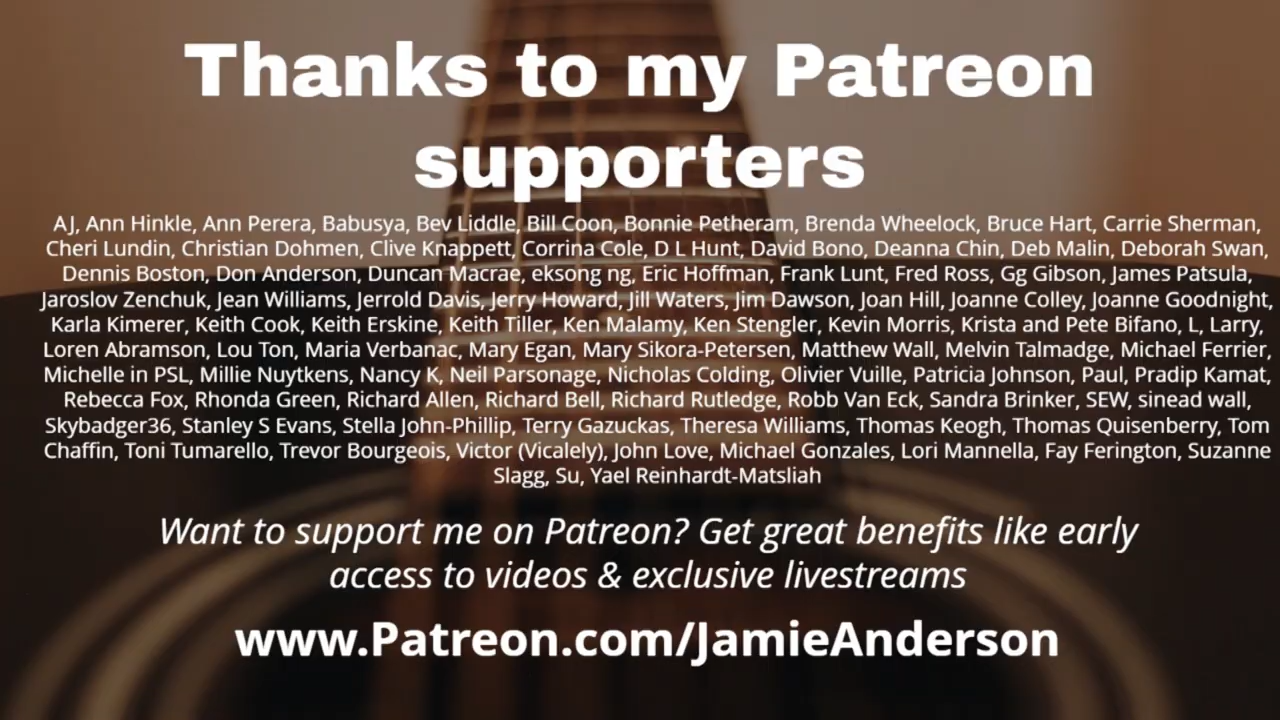 Thanks to my Patreon
supporters
AJ, Ann Hinkle, Ann Perera, Babusya, Bev Liddle, Bill Coon, Bonnie Petheram, Brenda Wheelock, Bruce Hart, Carrie Sherman,
Cheri Lundin, Christian Dohmen, Clive Knappett, Corrina Cole, D L Hunt, David Bono, Deanna Chin, Deb Malin, Deborah Swan,
Dennis Boston, Don Anderson, Duncan Macrae, eksong ng, Eric Hoffman, Frank Lunt, Fred Ross, Gg Gibson, James Patsula,
Jaroslov Zenchuk, Jean Williams, Jerrold Davis, Jerry Howard, Jill Waters, Jim Dawson, Joan Hill, Joanne Colley, Joanne Goodnight,
Karla Kimerer, Keith Cook, Keith Erskine, Keith Tiller, Ken Malamy, Ken Stengler, Kevin Morris, Krista and Pete Bifano, L, Larry,
Loren Abramson, Lou Ton, Maria Verbanac, Mary Egan, Mary Sikora-Petersen, Matthew Wall, Melvin Talmadge, Michael Ferrier,
Michelle in PSL, Millie Nuytkens, Nancy K, Neil Parsonage, Nicholas Colding, Olivier Vuille, Patricia Johnson, Paul, Pradip Kamat,
Rebecca Fox, Rhonda Green, Richard Allen, Richard Bell, Richard Rutledge, Robb Van Eck, Sandra Brinker, SEW, sinead wall,
Skybadger36, Stanley S Evans, Stella John-Phillip, Terry Gazuckas, Theresa Williams, Thomas Keogh, Thomas Quisenberry, Tom
Chaffin, Toni Tumarello, Trevor Bourgeois, Victor (Vicalely), John Love, Michael Gonzales, Lori Mannella, Fay Ferington, Suzanne
Slagg, Su, Yael Reinhardt-Matsliah
Want to support me on Patreon? Get great benefits like early
access to videos & exclusive livestreams
www.Patreon.com/JamieAnderson